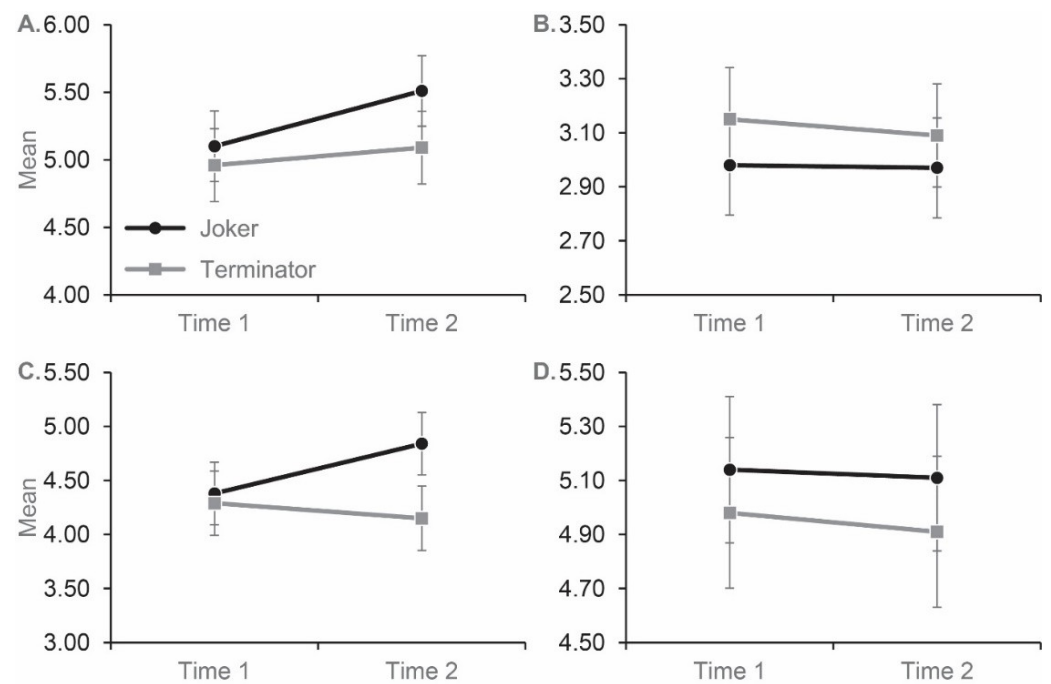 A. 6.00
5.50
5.00
4.50
4.00
Mean
Joker
Terminator
Time 1 Time 2
B. 3.50
3.30
3.10
2.90
2.70
2.50
Time 1 Time 2
C. 5.50
5.00
4.50
4.00
3.50
3.00
Mean
Time 1 Time 2
D. 5.50
5.30
5.10
4.90
4.70
4.50
Time 1 Time 2